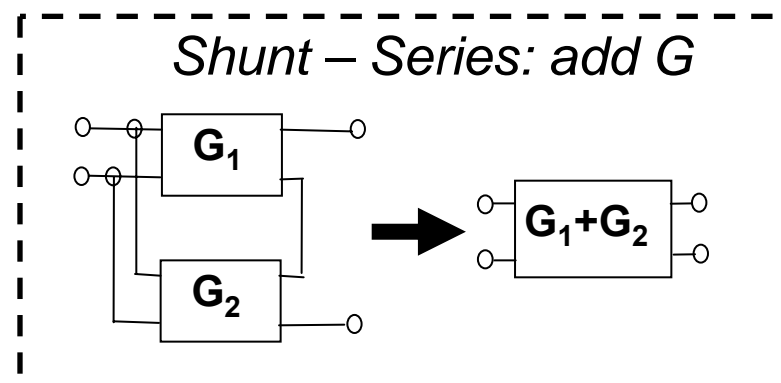 Shunt – Series: add G
G₁
G₁+G₂
G₂